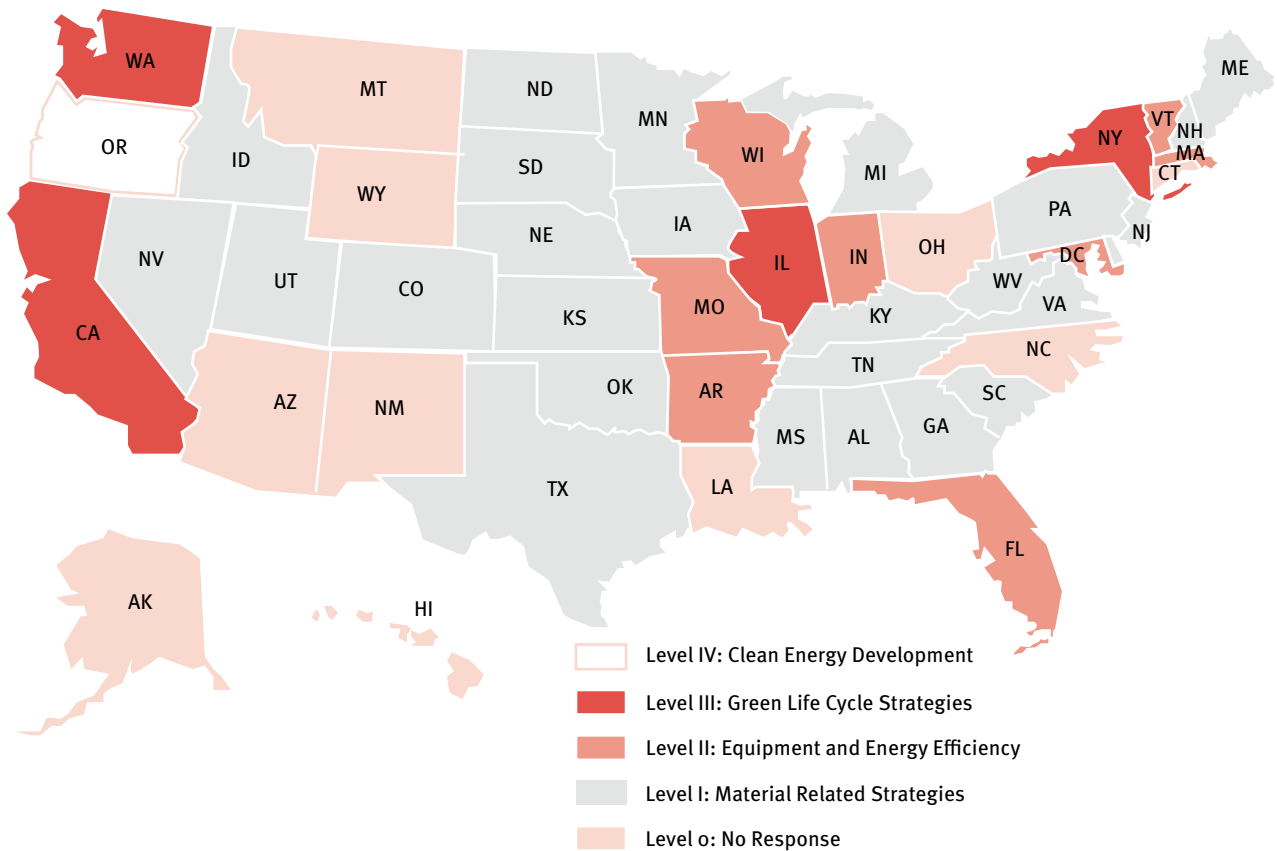 WA
MT
ND
MN
ME
OR
ID
SD
WI
MI
NY
VT
NH
MA
CT
WY
IA
PA
NJ
NV
UT
CO
NE
IL
IN
OH
DC
WV
VA
CA
KS
MO
KY
NC
AZ
NM
OK
AR
TN
SC
MS
AL
GA
TX
LA
FL
AK
HI
Level IV: Clean Energy Development
Level III: Green Life Cycle Strategies
Level II: Equipment and Energy Efficiency
Level I: Material Related Strategies
Level 0: No Response